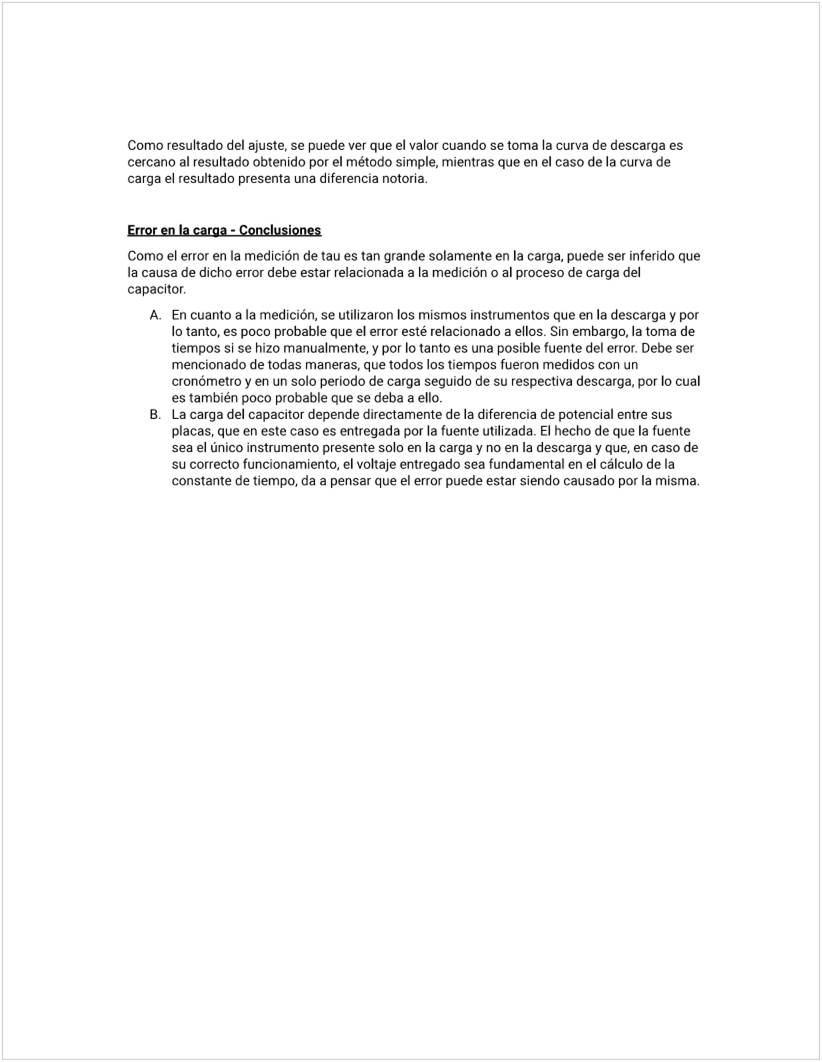 Como resultado del ajuste, se puede ver que el valor cuando se toma la curva de descarga es
cercano al resultado obtenido por el método simple, mientras que en el caso de la curva de
carga el resultado presenta una diferencia notoria.
Error en la carga - Conclusiones
Como el error en la medición de tau es tan grande solamente en la carga, puede ser inferido que
la causa de dicho error debe estar relacionada a la medición o al proceso de carga del
capacitor.
A. En cuanto a la medición, se utilizaron los mismos instrumentos que en la descarga y por
lo tanto, es poco probable que el error esté relacionado a ellos. Sin embargo, la toma de
tiempos si se hizo manualmente, y por lo tanto es una posible fuente del error. Debe ser
mencionado de todas maneras, que todos los tiempos fueron medidos con un
cronómetro y en un solo periodo de carga seguido de su respectiva descarga, por lo cual
es también poco probable que se deba a ello.
B. La carga del capacitor depende directamente de la diferencia de potencial entre sus
placas, que en este caso es entregada por la fuente utilizada. El hecho de que la fuente
sea el único instrumento presente solo en la carga y no en la descarga y que, en caso de
su correcto funcionamiento, el voltaje entregado sea fundamental en el cálculo de la
constante de tiempo, da a pensar que el error puede estar siendo causado por la misma.